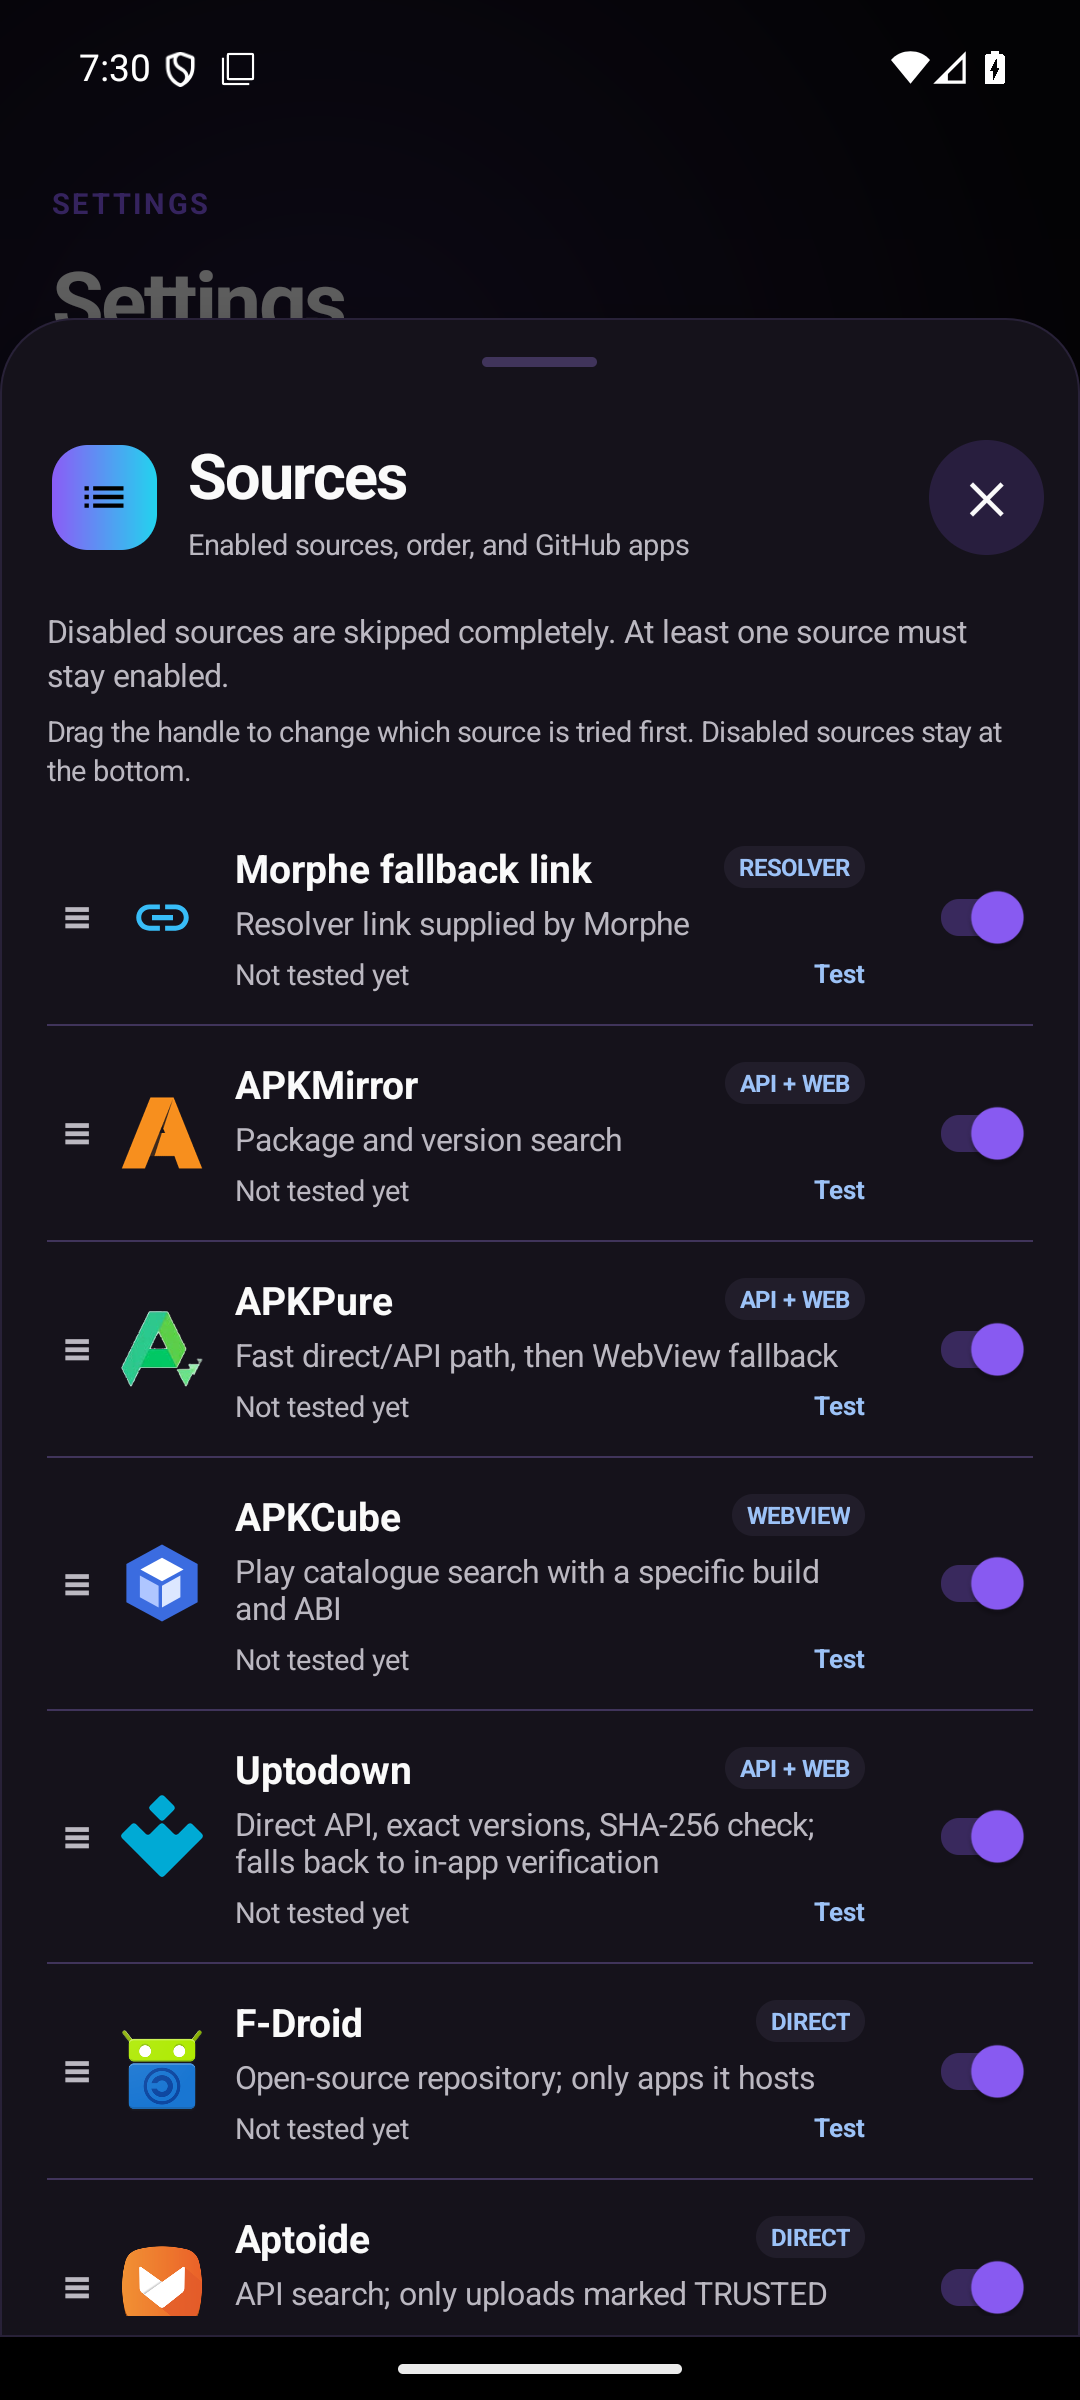 7:30
SETTINGS
Settings
Sources
Enabled sources, order, and GitHub apps
Disabled sources are skipped completely. At least one source must
stay enabled.
Drag the handle to change which source is tried first. Disabled sources stay at
the bottom.
Morphe fallback link
RESOLVER
Resolver link supplied by Morphe
Not tested yet
Test
APKMirror
API + WEB
Package and version search
Not tested yet
Test
APKPure
API + WEB
Fast direct/API path, then WebView fallback
Not tested yet
Test
APKCube
WEBVIEW
Play catalogue search with a specific build
and ABI
Not tested yet
Test
Uptodown
API + WEB
Direct API, exact versions, SHA-256 check;
falls back to in-app verification
Not tested yet
Test
F-Droid
DIRECT
Open-source repository; only apps it hosts
Not tested yet
Test
Aptoide
DIRECT
API search; only uploads marked TRUSTED